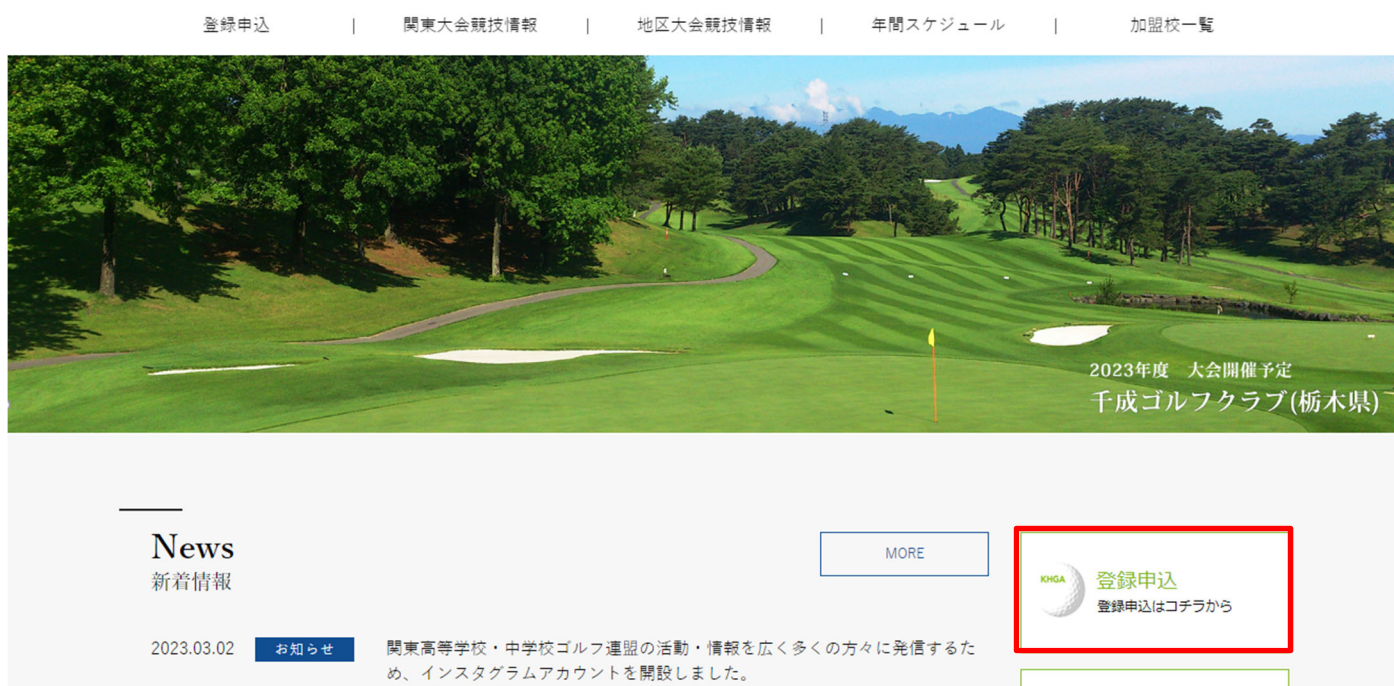 登録申込 | 関東大会競技情報 | 地区大会競技情報 | 年間スケジュール | 加盟校一覧
2023年度　大会開催予定
千成ゴルフクラブ(栃木県)
News
新着情報
MORE
KHGA
登録申込
登録申込はコチラから
2023.03.02 お知らせ 関東高等学校・中学校ゴルフ連盟の活動・情報を広く多くの方々に発信するた
め、インスタグラムアカウントを開設しました。